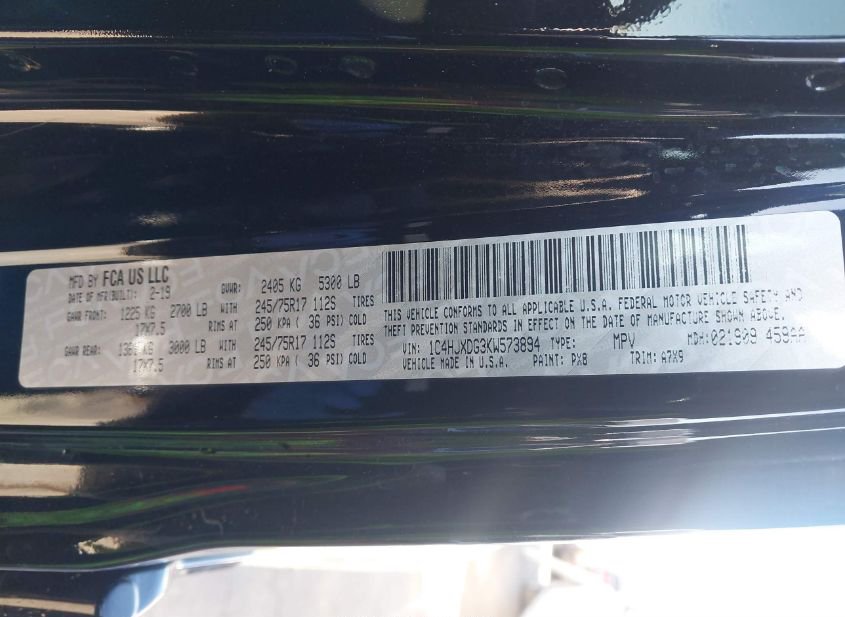 MFD BY FCA US LLC GVWR: 2405 KG 5300 LB
DATE OF MFR(BUILT): 2-19
GAWR FRONT: 1225 KG 2700 LB WITH 245/75R17 112S TIRES
17X7.5 RIMS AT 250 KPA ( 36 PSI) COLD
GAWR REAR: KG 3000 LB WITH 245/75R17 112S TIRES
17X7.5 RIMS AT 250 KPA ( 36 PSI) COLD
THIS VEHICLE CONFORMS TO ALL APPLICABLE U.S.A. FEDERAL MOTOR VEHICLE SAFETY AND
THEFT PREVENTION STANDARDS IN EFFECT ON THE DATE OF MANUFACTURE SHOWN ABOVE.
VIN: 1C4HJXDG3KW573894 TYPE: MPV MDH: 021909 459AA
VEHICLE MADE IN U.S.A. PAINT: PX8 TRIM: A7X9